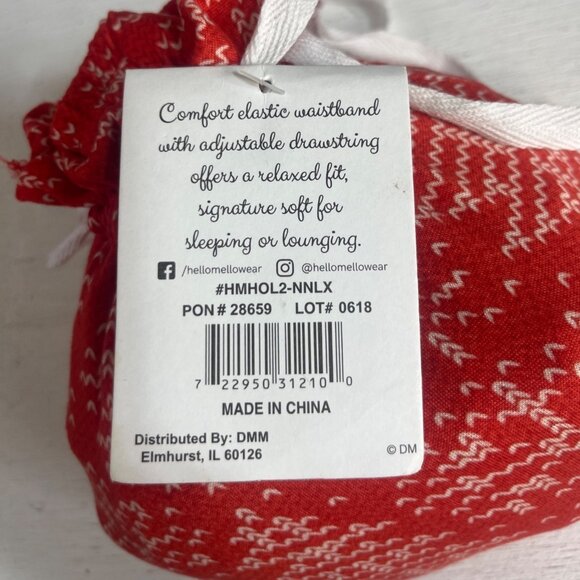 Comfort elastic waistband
with adjustable drawstring
offers a relaxed fit,
signature soft for
sleeping or lounging.
/hellomellowear @hellomellowear
#HMHOL2-NNLX
PON # 28659 LOT# 0618
7 22950 31210 0
MADE IN CHINA
Distributed By: DMM
Elmhurst, IL 60126
© DM